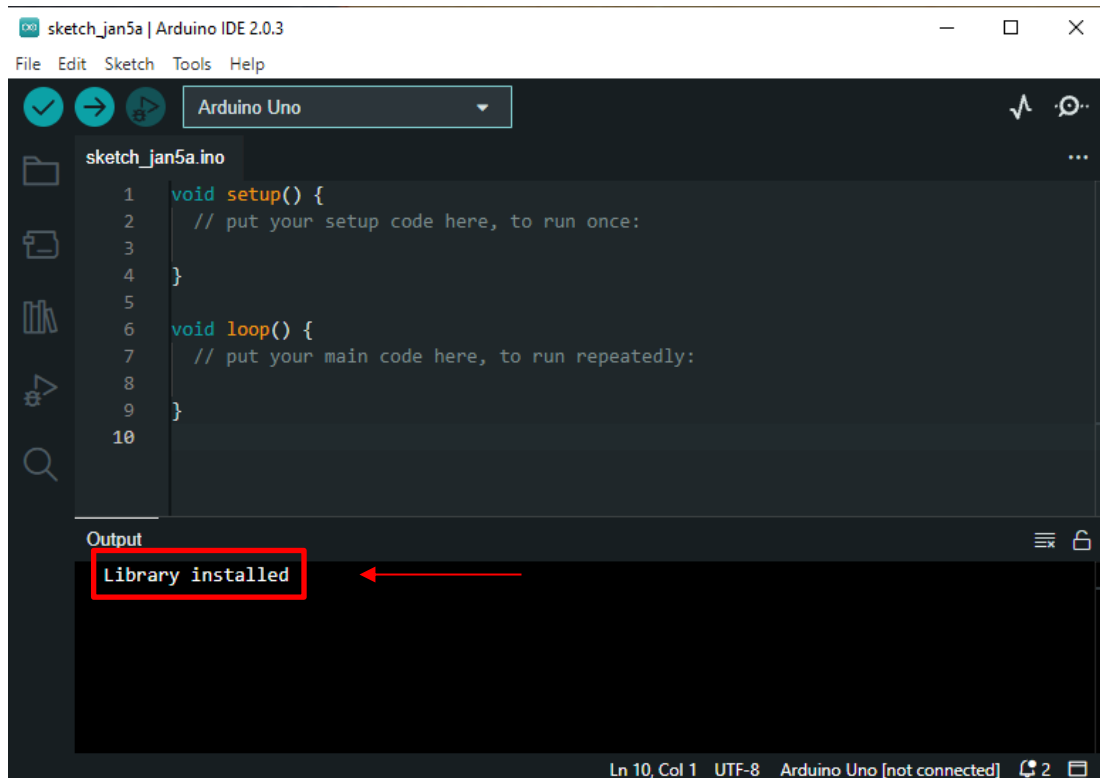 sketch_jan5a | Arduino IDE 2.0.3
File Edit Sketch Tools Help
Arduino Uno
sketch_jan5a.ino
1 void setup() {
2 // put your setup code here, to run once:
3
4 }
5
6 void loop() {
7 // put your main code here, to run repeatedly:
8
9 }
10
Output
Library installed
Ln 10, Col 1 UTF-8 Arduino Uno [not connected] 2